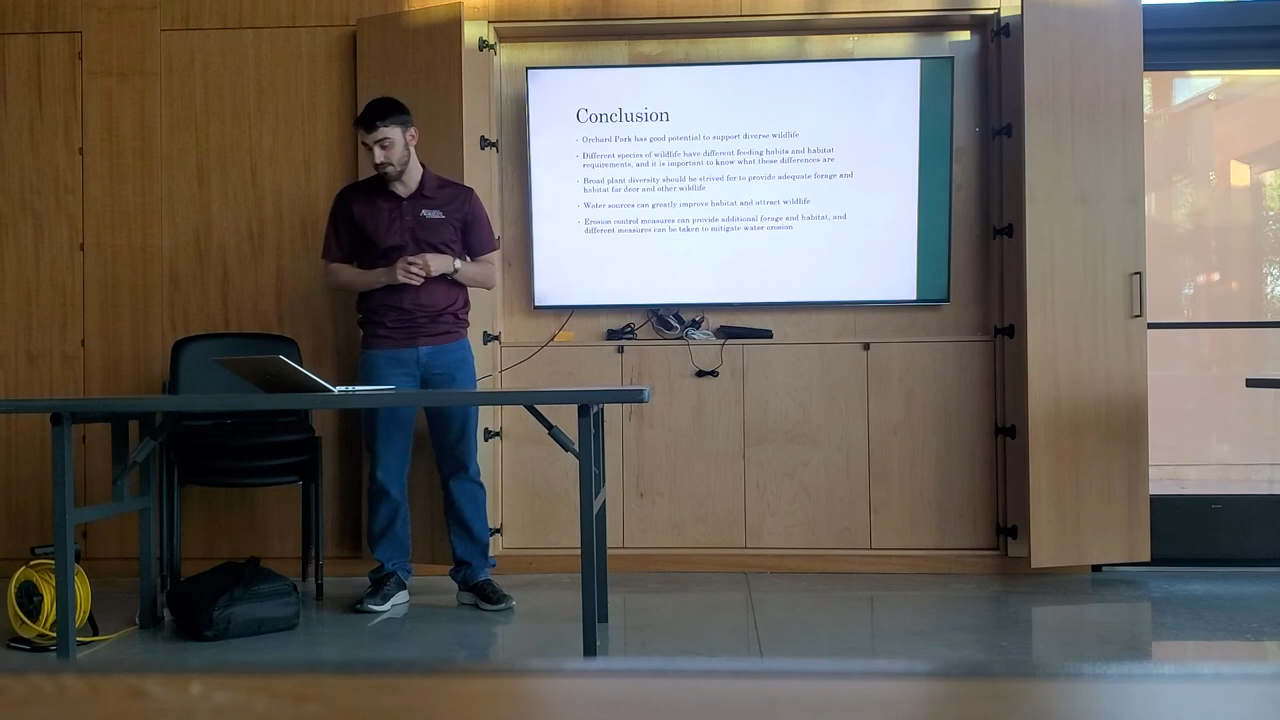 Conclusion
• Orchard Park has good potential to support diverse wildlife
• Different species of wildlife have different feeding habits and habitat
requirements, and it is important to know what these differences are
• Broad plant diversity should be strived for to provide adequate forage and
habitat for deer and other wildlife
• Water sources can greatly improve habitat and attract wildlife
• Erosion control measures can provide additional forage and habitat, and
different measures can be taken to mitigate water erosion